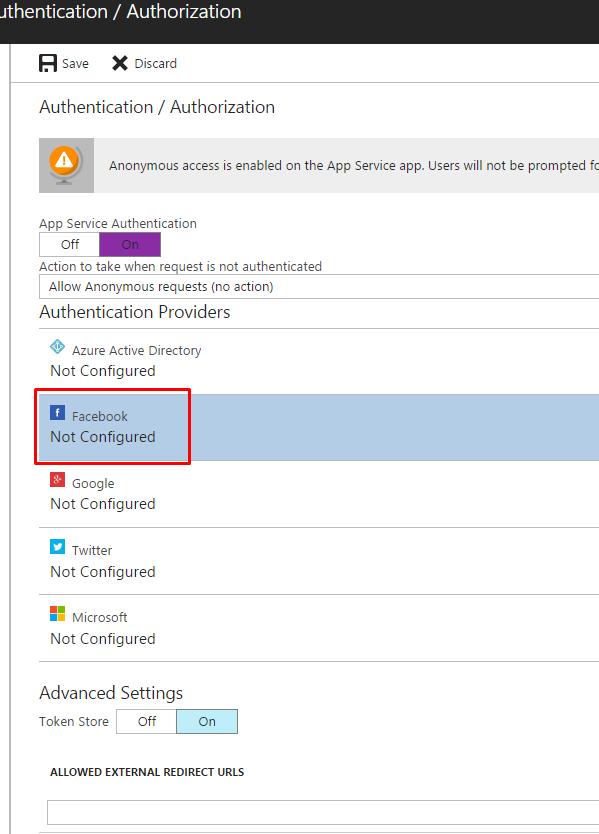 uthentication / Authorization
Save Discard
Authentication / Authorization
Anonymous access is enabled on the App Service app. Users will not be prompted fo
App Service Authentication
Off On
Action to take when request is not authenticated
Allow Anonymous requests (no action)
Authentication Providers
Azure Active Directory
Not Configured
f Facebook
Not Configured
g+ Google
Not Configured
Twitter
Not Configured
Microsoft
Not Configured
Advanced Settings
Token Store Off On
ALLOWED EXTERNAL REDIRECT URLS